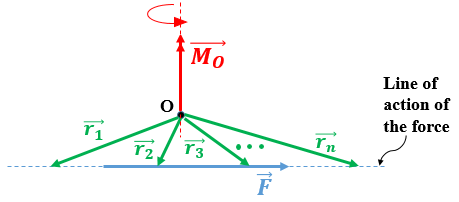 M_O
O
Line of
action of
the force
r_1
r_2
r_3
...
r_n
F